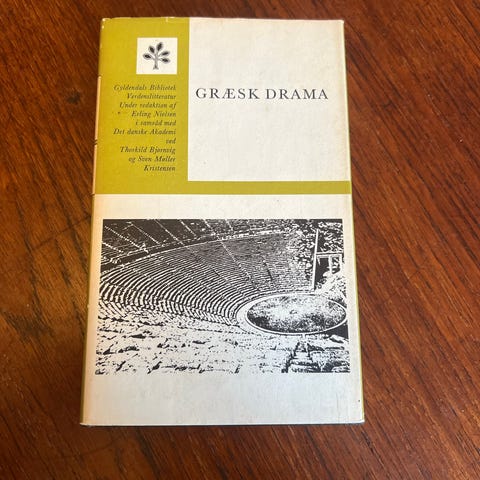 Gyldendals Bibliotek
Verdenslitteratur
Under redaktion af
Erling Nielsen
i samråd med
Det danske Akademi
ved
Thorkild Bjørnvig
og Sven Møller
Kristensen
GRÆSK DRAMA